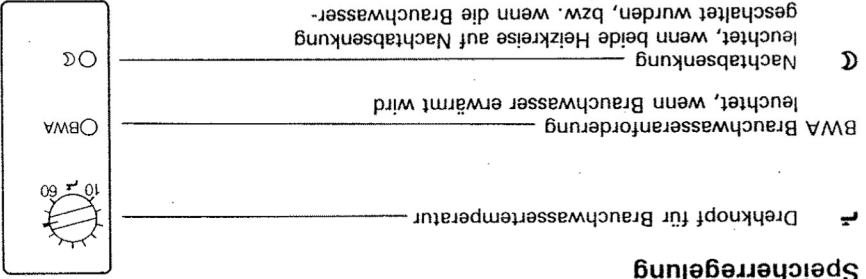 Speicherregelung
Drehknopf für Brauchwassertemperatur
10 60
BWA Brauchwasseranforderung
leuchtet, wenn Brauchwasser erwärmt wird
BWA
Nachtabsenkung
leuchtet, wenn beide Heizkreise auf Nachtabsenkung
geschaltet wurden, bzw. wenn die Brauchwasser-